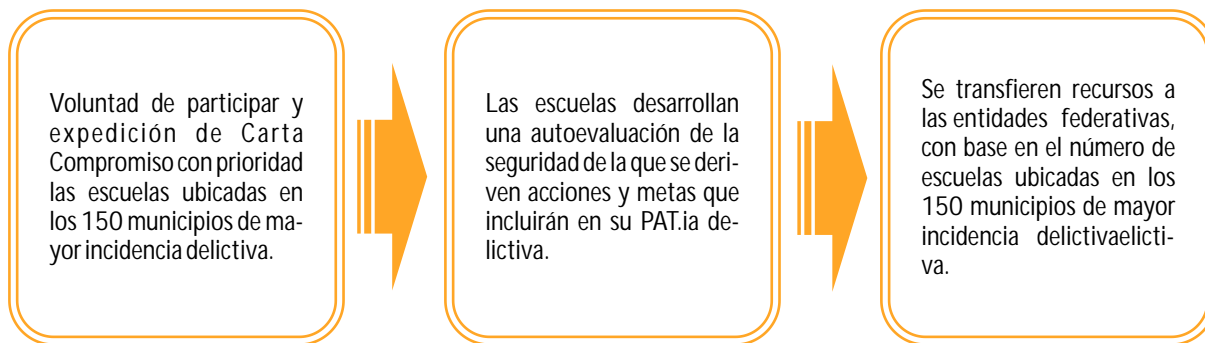 Voluntad de participar y
expedición de Carta
Compromiso con prioridad
las escuelas ubicadas en
los 150 municipios de ma-
yor incidencia delictiva.
Las escuelas desarrollan
una autoevaluación de la
seguridad de la que se deri-
ven acciones y metas que
incluirán en su PAT.ia de-
lictiva.
Se transfieren recursos a
las entidades federativas,
con base en el número de
escuelas ubicadas en los
150 municipios de mayor
incidencia delictivaelicti-
va.